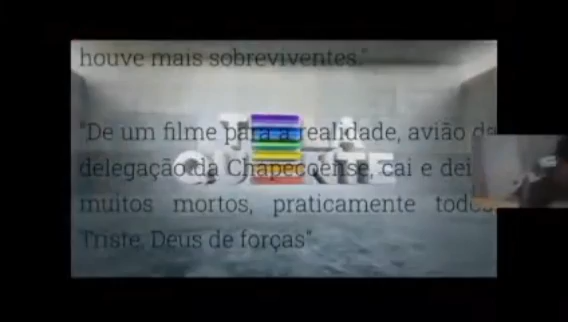 houve mais sobreviventes."
"De um filme para a realidade, avião da
delegação da Chapecoense, cai e
muitos mortos, praticamente todos.
Triste. Deus de forças"